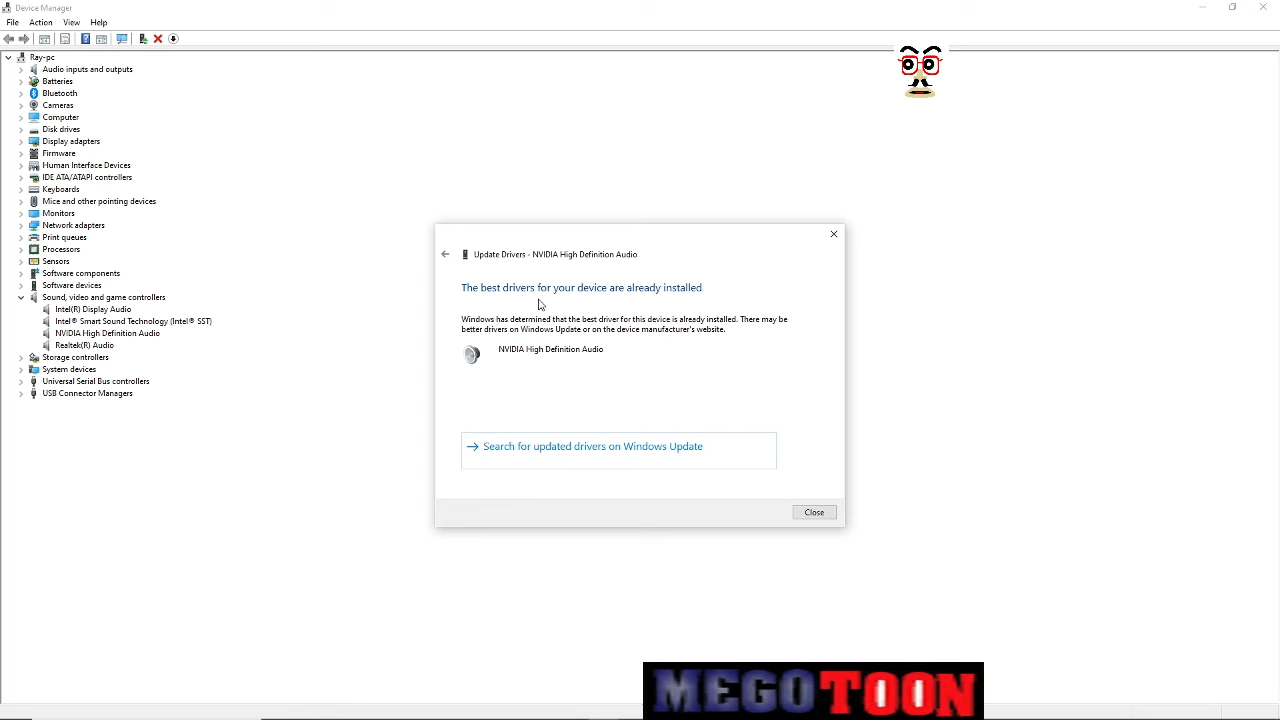 Device Manager
File Action View Help
Ray-pc
Audio inputs and outputs
Batteries
Bluetooth
Cameras
Computer
Disk drives
Display adapters
Firmware
Human Interface Devices
IDE ATA/ATAPI controllers
Keyboards
Mice and other pointing devices
Monitors
Network adapters
Print queues
Processors
Sensors
Software components
Software devices
Sound, video and game controllers
Intel(R) Display Audio
Intel® Smart Sound Technology (Intel® SST)
NVIDIA High Definition Audio
Realtek(R) Audio
Storage controllers
System devices
Universal Serial Bus controllers
USB Connector Managers
Update Drivers - NVIDIA High Definition Audio
The best drivers for your device are already installed
Windows has determined that the best driver for this device is already installed. There may be
better drivers on Windows Update or on the device manufacturer's website.
NVIDIA High Definition Audio
Search for updated drivers on Windows Update
Close
MEGOTOON